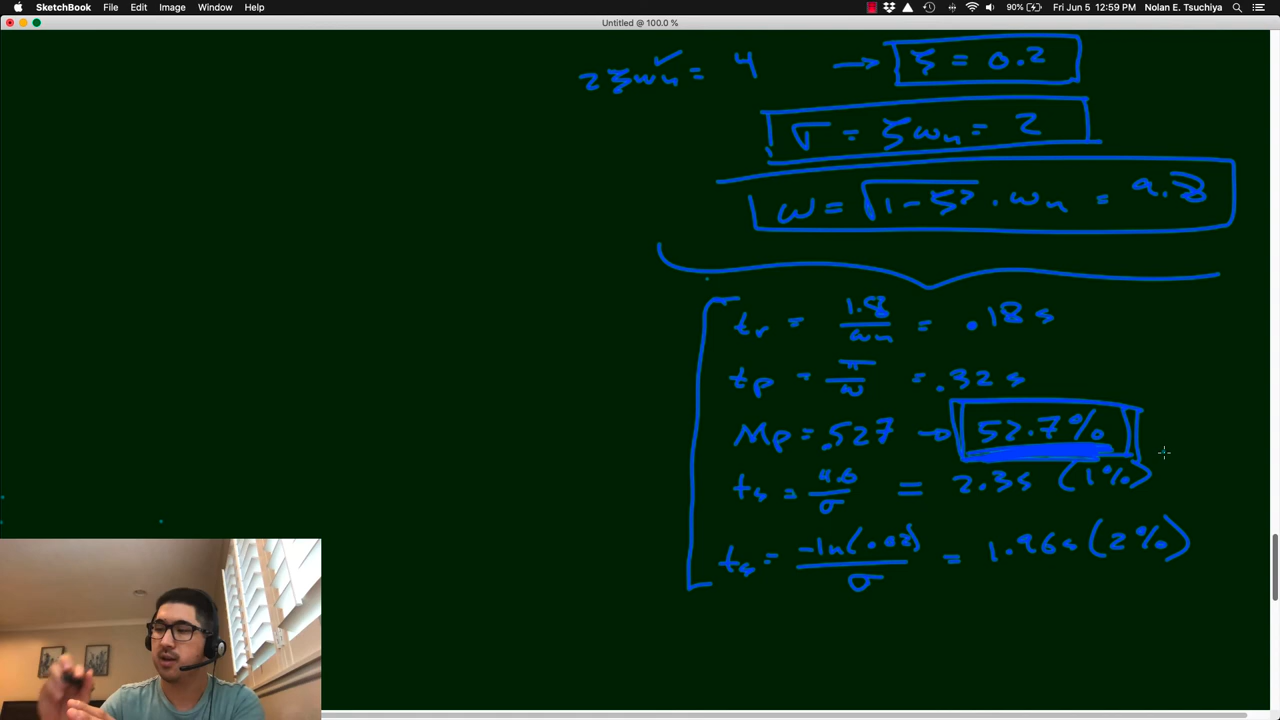 SketchBook File Edit Image Window Help 90% Fri Jun 5 12:59 PM Nolan E. Tsuchiya
Untitled @ 100.0 %
2ζωn = 4 → ζ = 0.2
σ = ζωn = 2
ω = √1-ζ² · ωn = 9.8
tr = 1.8/ωn = .18 s
tp = π/ω = .32 s
Mp = .527 → 52.7%
ts = 4.6/σ = 2.3s (1%)
ts = -ln(.02)/σ = 1.96s (2%)